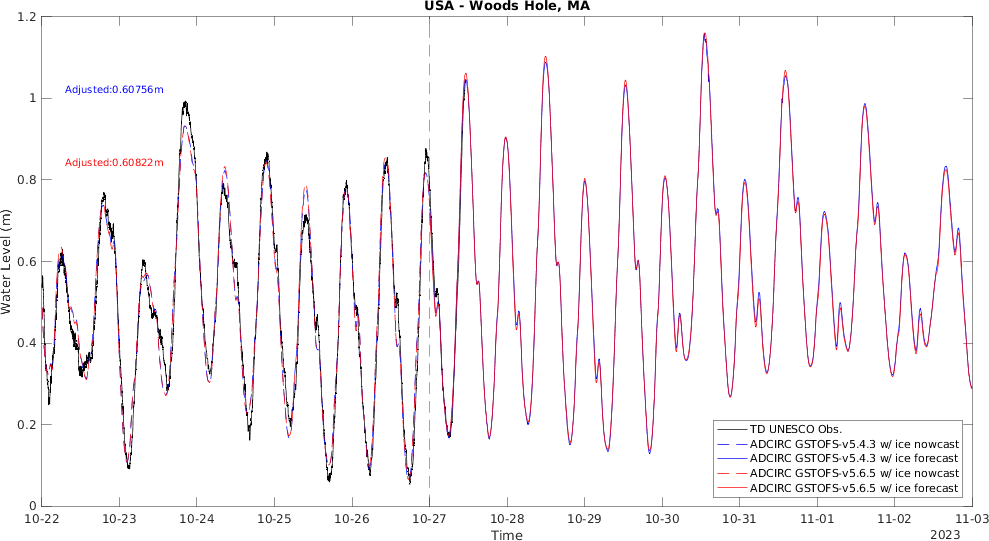 USA - Woods Hole, MA
1.2
1
0.8
0.6
0.4
0.2
0
Water Level (m)
Adjusted:0.60756m
Adjusted:0.60822m
TD UNESCO Obs.
ADCIRC GSTOFS-v5.4.3 w/ ice nowcast
ADCIRC GSTOFS-v5.4.3 w/ ice forecast
ADCIRC GSTOFS-v5.6.5 w/ ice nowcast
ADCIRC GSTOFS-v5.6.5 w/ ice forecast
10-22 10-23 10-24 10-25 10-26 10-27 10-28 10-29 10-30 10-31 11-01 11-02 11-03
Time
2023